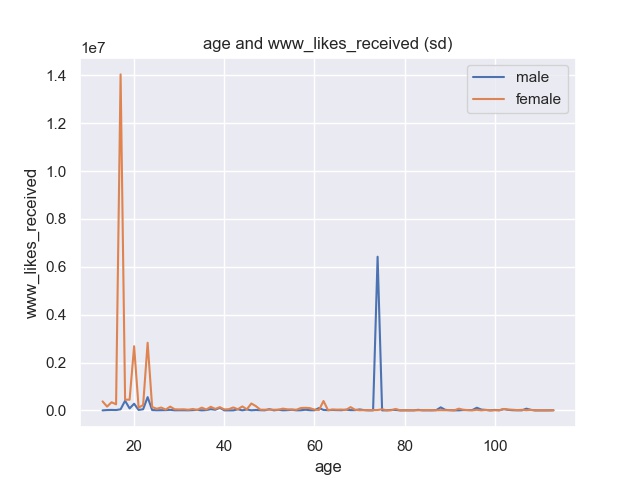 age and www_likes_received (sd)
1e7
male
female
1.4
1.2
1.0
0.8
0.6
0.4
0.2
0.0
www_likes_received
20 40 60 80 100
age